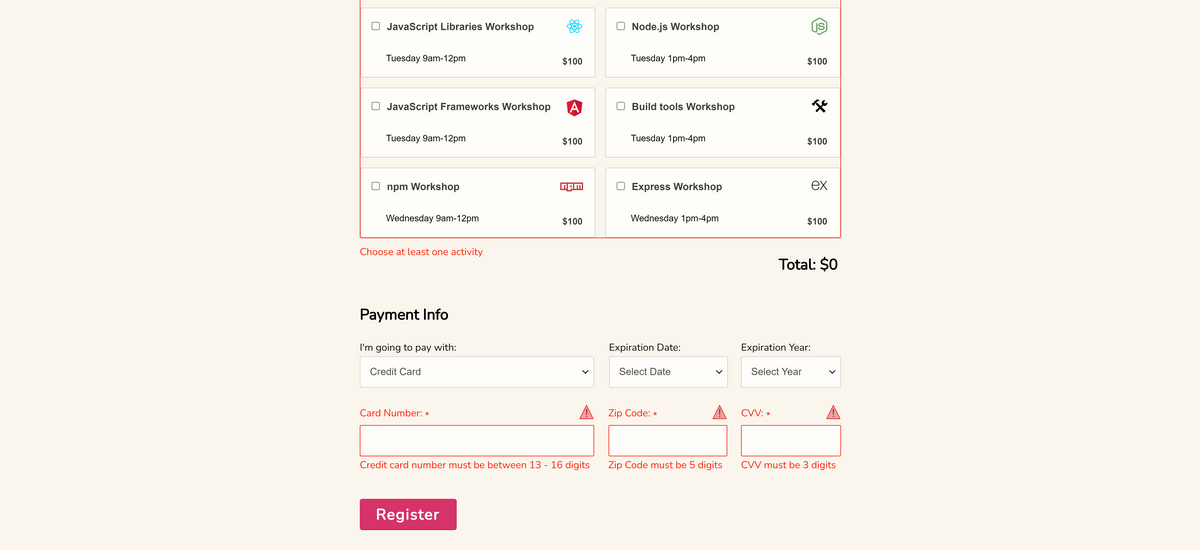 JavaScript Libraries Workshop
Tuesday 9am-12pm
$100
Node.js Workshop
JS
Tuesday 1pm-4pm
$100
JavaScript Frameworks Workshop
A
Tuesday 9am-12pm
$100
Build tools Workshop
Tuesday 1pm-4pm
$100
npm Workshop
npm
Wednesday 9am-12pm
$100
Express Workshop
ex
Wednesday 1pm-4pm
$100
Choose at least one activity
Total: $0
Payment Info
I'm going to pay with:
Credit Card
Expiration Date:
Select Date
Expiration Year:
Select Year
Card Number: *
Credit card number must be between 13 - 16 digits
Zip Code: *
Zip Code must be 5 digits
CVV: *
CVV must be 3 digits
Register